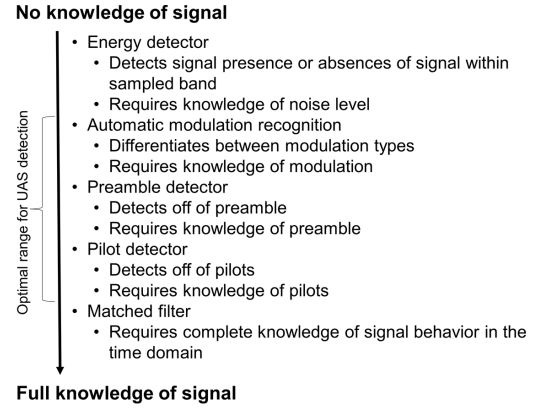 No knowledge of signal
• Energy detector
• Detects signal presence or absences of signal within
sampled band
• Requires knowledge of noise level
• Automatic modulation recognition
• Differentiates between modulation types
• Requires knowledge of modulation
• Preamble detector
• Detects off of preamble
• Requires knowledge of preamble
• Pilot detector
• Detects off of pilots
• Requires knowledge of pilots
• Matched filter
• Requires complete knowledge of signal behavior in the
time domain
Optimal range for UAS detection
Full knowledge of signal